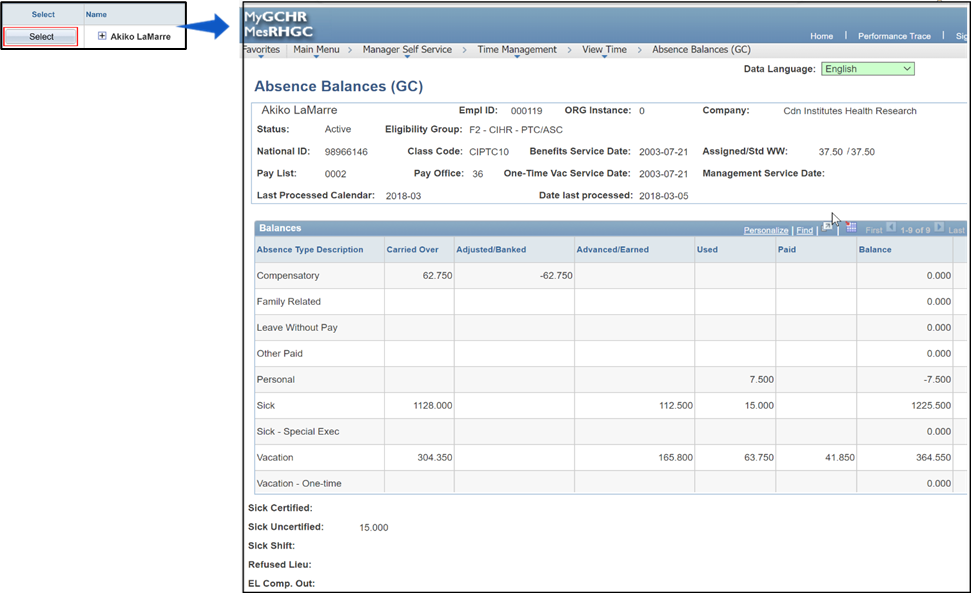 Select Name
Select Akiko LaMarre
MyGCHR
MesRHGC
Home | Performance Trace | Sig
Favorites Main Menu > Manager Self Service > Time Management > View Time > Absence Balances (GC)
Data Language: English
Absence Balances (GC)
Akiko LaMarre Empl ID: 000119 ORG Instance: 0 Company: Cdn Institutes Health Research
Status: Active Eligibility Group: F2 - CIHR - PTC/ASC
National ID: 98966146 Class Code: CIPTC10 Benefits Service Date: 2003-07-21 Assigned/Std WW: 37.50 / 37.50
Pay List: 0002 Pay Office: 36 One-Time Vac Service Date: 2003-07-21 Management Service Date:
Last Processed Calendar: 2018-03 Date last processed: 2018-03-05
Balances Personalize | Find | | First 1-9 of 9 Last
Absence Type Description Carried Over Adjusted/Banked Advanced/Earned Used Paid Balance
Compensatory 62.750 -62.750 0.000
Family Related 0.000
Leave Without Pay 0.000
Other Paid 0.000
Personal 7.500 -7.500
Sick 1128.000 112.500 15.000 1225.500
Sick - Special Exec 0.000
Vacation 304.350 165.800 63.750 41.850 364.550
Vacation - One-time 0.000
Sick Certified:
Sick Uncertified: 15.000
Sick Shift:
Refused Lieu:
EL Comp. Out: